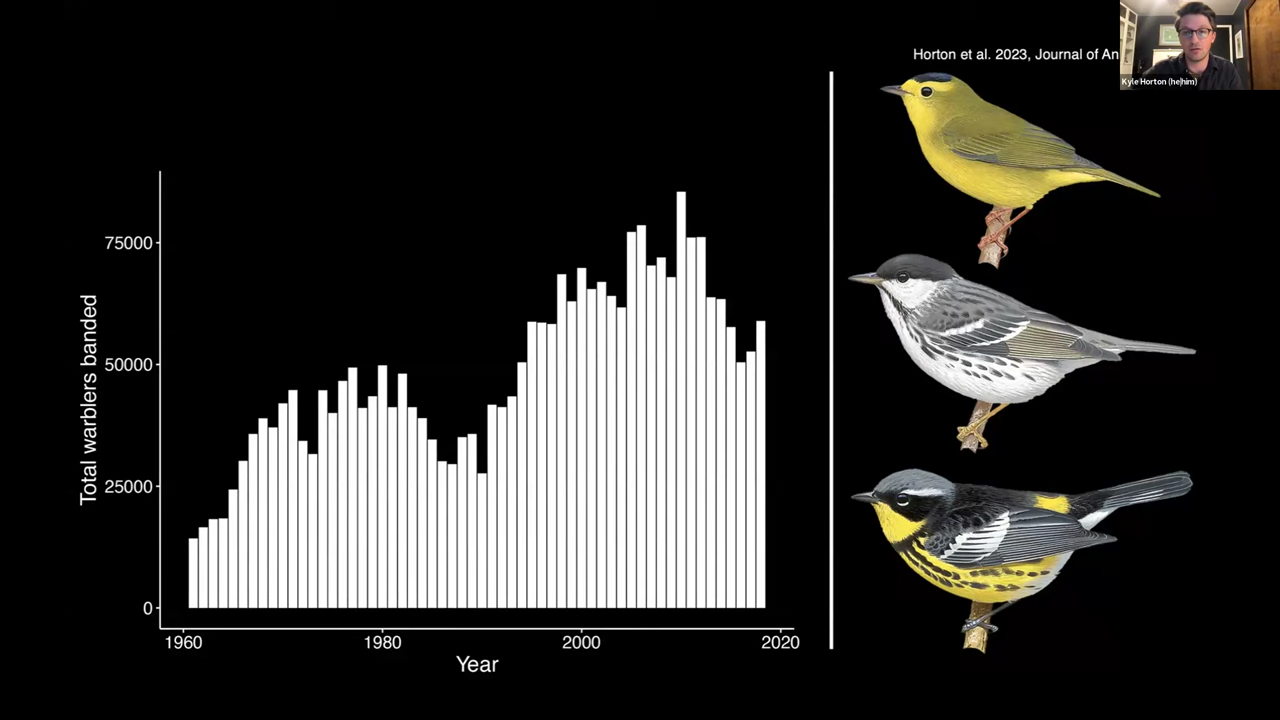 Horton et al. 2023, Journal of An
Kyle Horton (he|him)
Total warblers banded
75000
50000
25000
0
1960
1980
2000
2020
Year